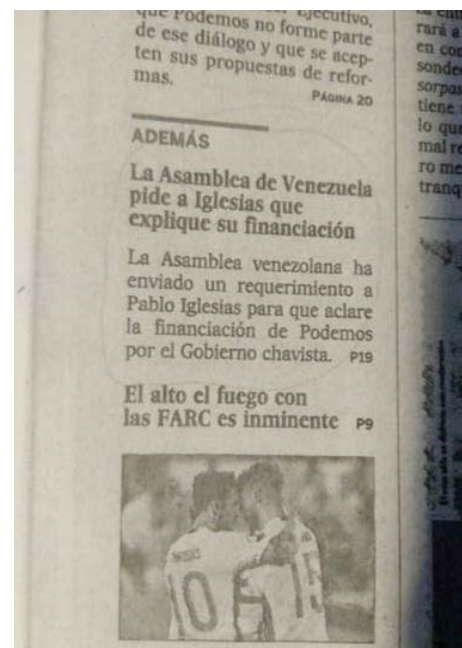 que Podemos no forme parte
de ese diálogo y que se acep-
ten sus propuestas de refor-
mas.
PÁGINA 20
ADEMÁS
La Asamblea de Venezuela
pide a Iglesias que
explique su financiación
La Asamblea venezolana ha
enviado un requerimiento a
Pablo Iglesias para que aclare
la financiación de Podemos
por el Gobierno chavista. P19
El alto el fuego con
las FARC es inminente P9
10
15